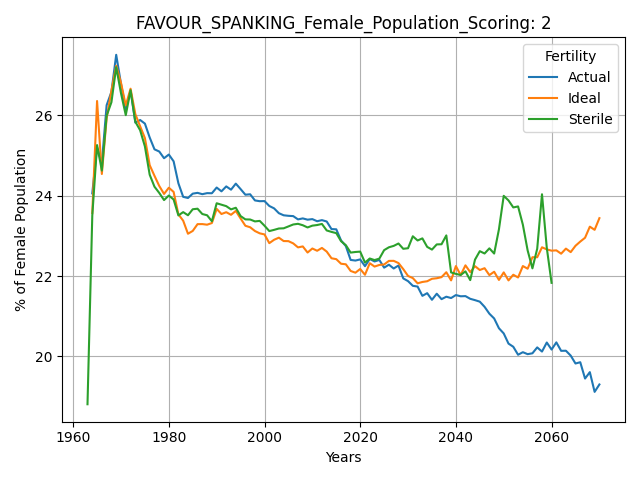 FAVOUR_SPANKING_Female_Population_Scoring: 2
% of Female Population
26
24
22
20
1960
1980
2000
2020
2040
2060
Years
Fertility
Actual
Ideal
Sterile